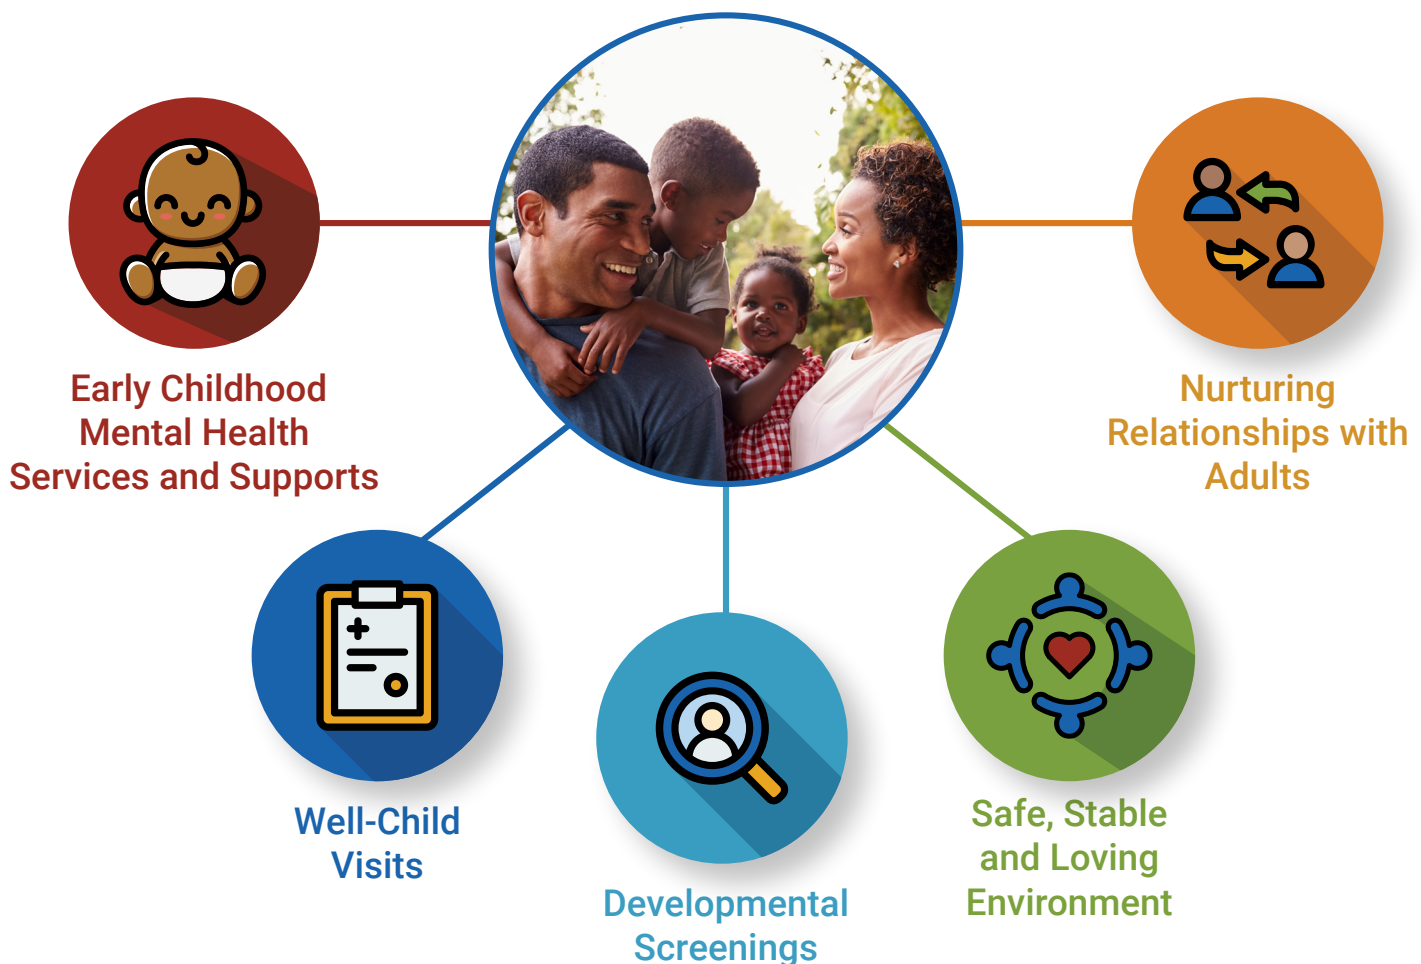 Early Childhood
Mental Health
Services and Supports
Nurturing
Relationships with
Adults
Well-Child
Visits
Developmental
Screenings
Safe, Stable
and Loving
Environment